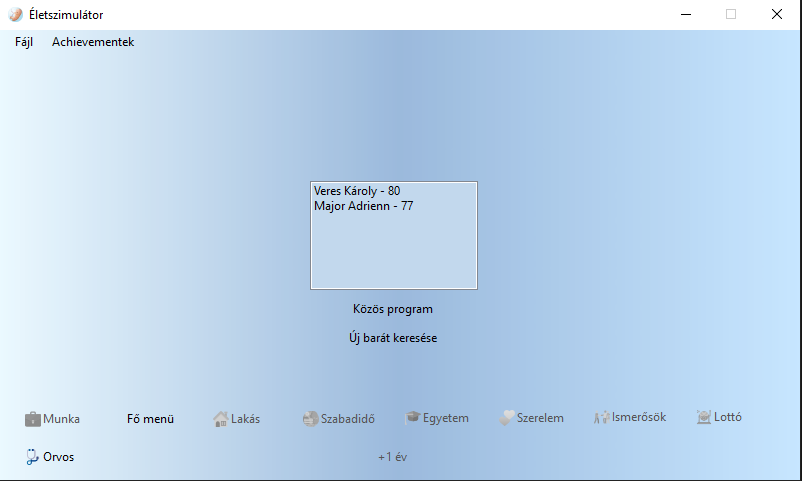 Életszimulátor
Fájl Achievementek
Veres Károly - 80
Major Adrienn - 77
Közös program
Új barát keresése
Munka Fő menü Lakás Szabadidő Egyetem Szerelem Ismerősök Lottó
Orvos +1 év